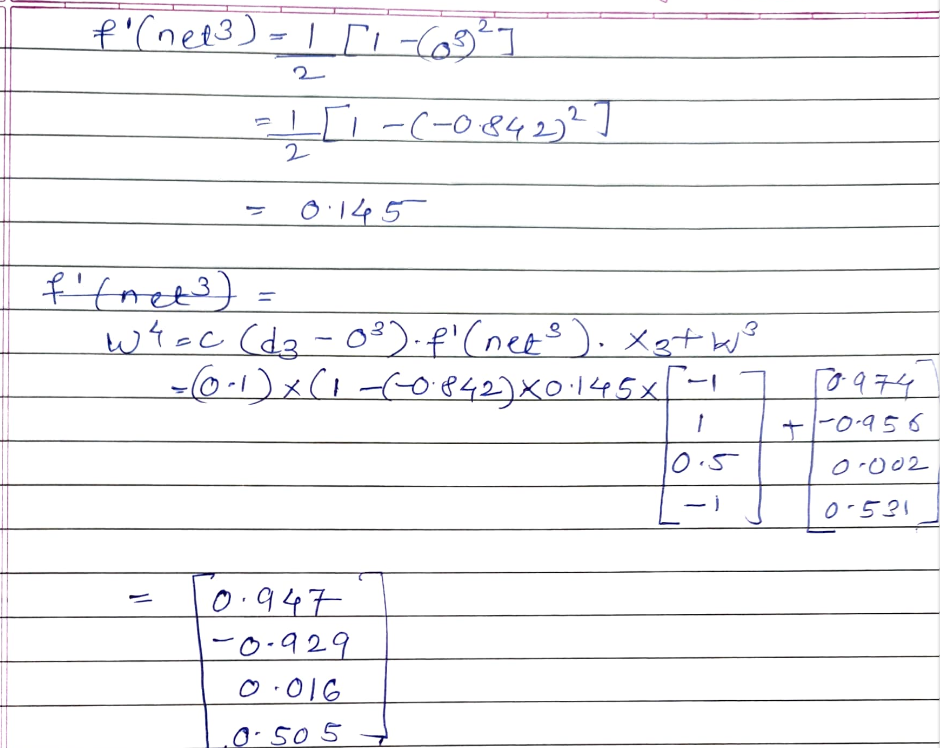 f'(net3) = 1/2 [1 - (o3)²]
= 1/2 [1 - (-0.842)²]
= 0.145
f'(net³) =
w⁴ = c (d3 - o³) . f'(net³) . x3 + w³
= (0.1) x (1 - (-0.842) x 0.145 x [-1 1 0.5 -1] + [0.974 -0.956 0.002 0.531]
= [0.947
-0.929
0.016
0.505]